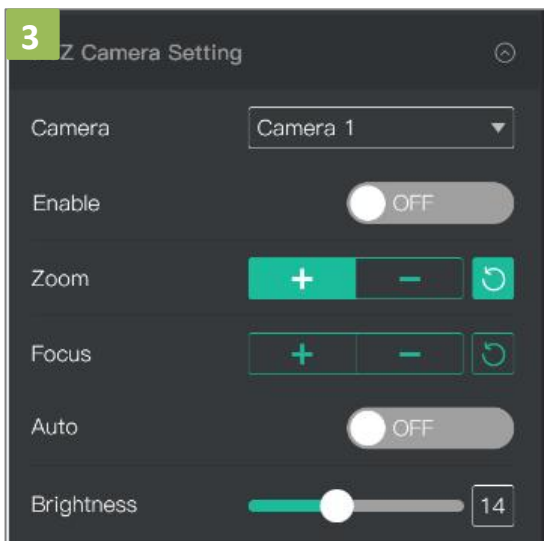 3
Z Camera Setting
Camera Camera 1
Enable OFF
Zoom + −
Focus + −
Auto OFF
Brightness 14